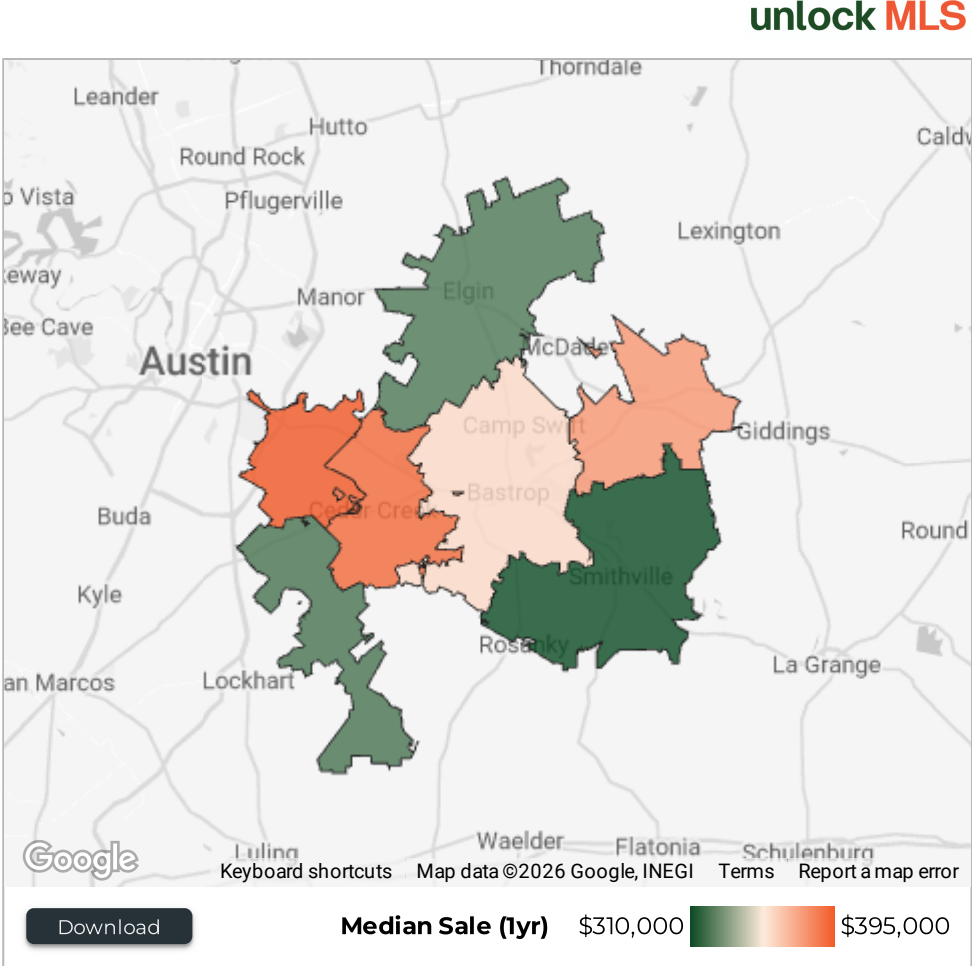 unlock MLS
Thorndale
Leander
Hutto
Caldw
Round Rock
o Vista
Pflugerville
Lexington
eway
Elgin
Manor
Bee Cave
McDade
Austin
Camp Swift
Giddings
Bastrop
Cedar Creek
Buda
Round
Smithville
Kyle
Rosanky
La Grange
an Marcos
Lockhart
Waelder
Flatonia
Luling
Schulenburg
Google
Keyboard shortcuts Map data ©2026 Google, INEGI Terms Report a map error
Download
Median Sale (1yr) $310,000 $395,000